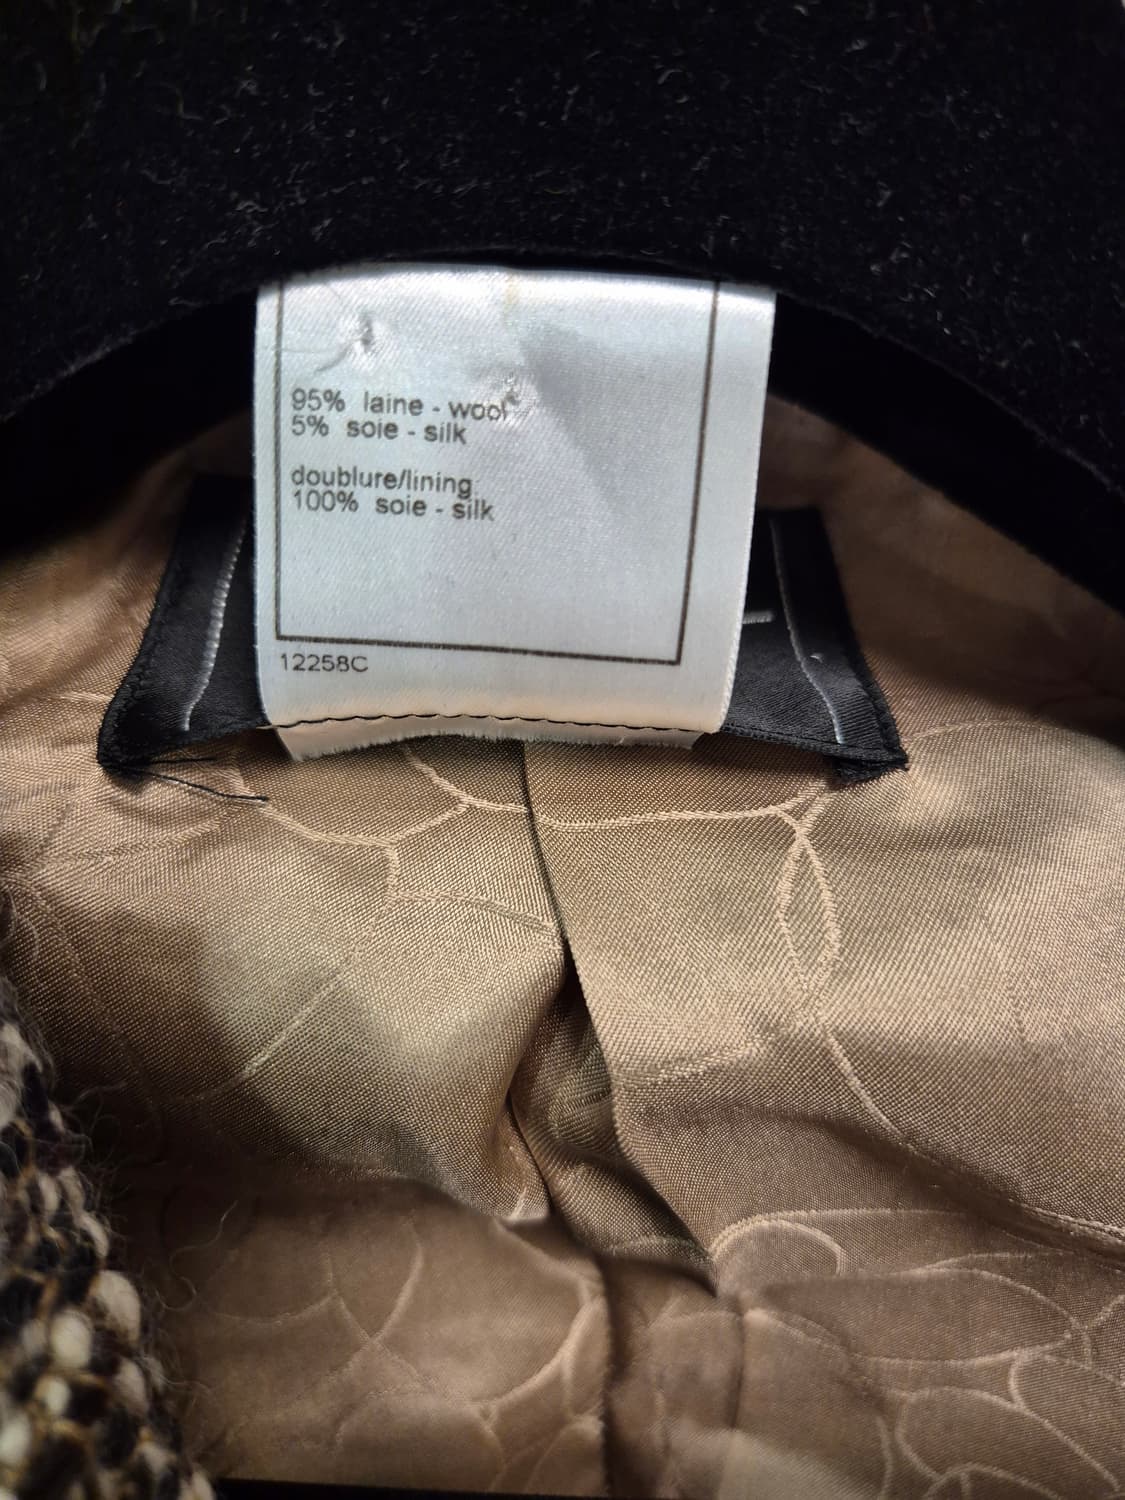 95% laine - wool
5% soie - silk
doublure/lining
100% soie - silk
12258C